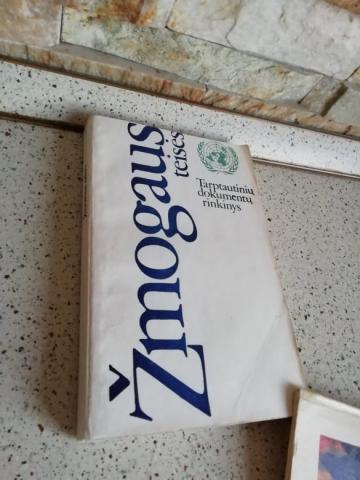 Žmogaus
teisės
Tarptautinių
dokumentų
rinkinys